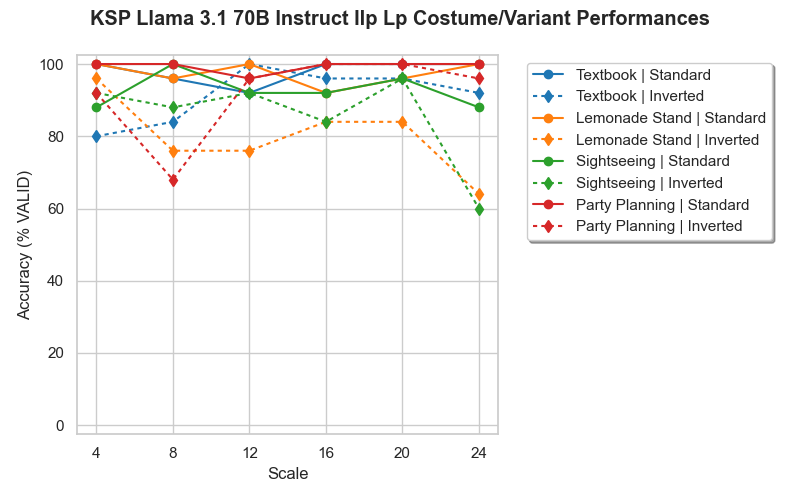 KSP Llama 3.1 70B Instruct Ilp Lp Costume/Variant Performances
100
80
60
40
20
0
Accuracy (% VALID)
4 8 12 16 20 24
Scale
Textbook | Standard
Textbook | Inverted
Lemonade Stand | Standard
Lemonade Stand | Inverted
Sightseeing | Standard
Sightseeing | Inverted
Party Planning | Standard
Party Planning | Inverted